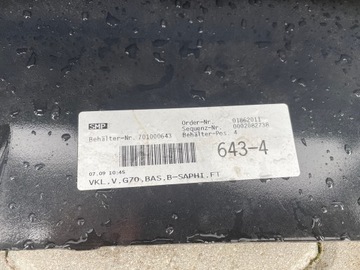 SMP
Order-Nr. 01862011
Sequenz-Nr. 0002082738
Behälter-Nr. 701000643 Behälter-Pos. 4
643-4
07.09 10:45
VKL.V.G70,BAS,B-SAPHI,FT